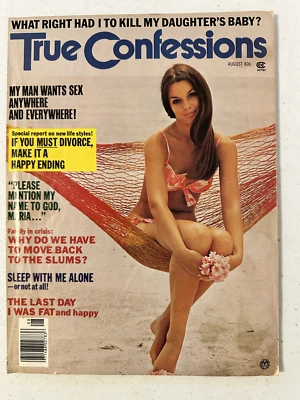 WHAT RIGHT HAD I TO KILL MY DAUGHTER'S BABY?
True Confessions
AUGUST, 60¢
MY MAN WANTS SEX
ANYWHERE
AND EVERYWHERE!
Special report on new life styles!
IF YOU MUST DIVORCE,
MAKE IT A
HAPPY ENDING
"PLEASE
MENTION MY
NAME TO GOD,
MARIA..."
Family in crisis:
WHY DO WE HAVE
TO MOVE BACK
TO THE SLUMS?
SLEEP WITH ME ALONE
—or not at all!
THE LAST DAY
I WAS FAT and happy